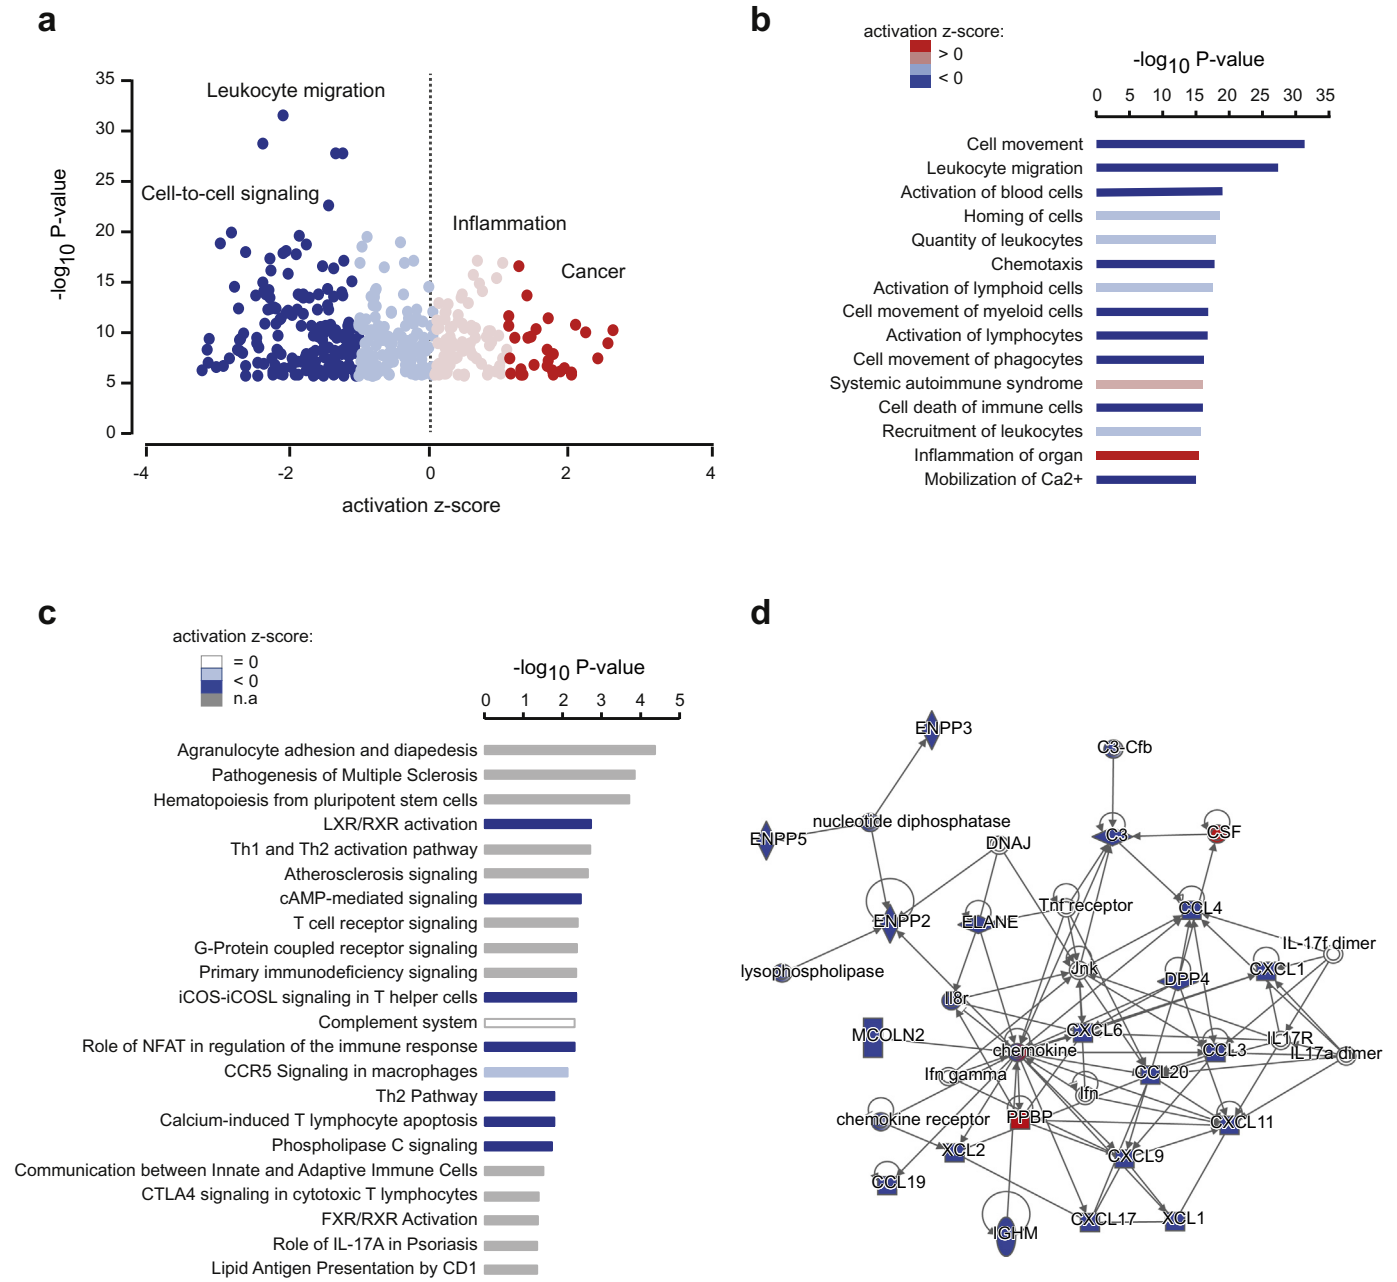 a
35
30
25
20
15
10
5
0
-log10 P-value
Leukocyte migration
Cell-to-cell signaling
Inflammation
Cancer
-4
-2
0
2
4
activation z-score
b
activation z-score:
> 0
< 0
-log10 P-value
0 5 10 15 20 25 30 35
Cell movement
Leukocyte migration
Activation of blood cells
Homing of cells
Quantity of leukocytes
Chemotaxis
Activation of lymphoid cells
Cell movement of myeloid cells
Activation of lymphocytes
Cell movement of phagocytes
Systemic autoimmune syndrome
Cell death of immune cells
Recruitment of leukocytes
Inflammation of organ
Mobilization of Ca2+
c
activation z-score:
= 0
< 0
n.a
-log10 P-value
0 1 2 3 4 5
Agranulocyte adhesion and diapedesis
Pathogenesis of Multiple Sclerosis
Hematopoiesis from pluripotent stem cells
LXR/RXR activation
Th1 and Th2 activation pathway
Atherosclerosis signaling
cAMP-mediated signaling
T cell receptor signaling
G-Protein coupled receptor signaling
Primary immunodeficiency signaling
iCOS-iCOSL signaling in T helper cells
Complement system
Role of NFAT in regulation of the immune response
CCR5 Signaling in macrophages
Th2 Pathway
Calcium-induced T lymphocyte apoptosis
Phospholipase C signaling
Communication between Innate and Adaptive Immune Cells
CTLA4 signaling in cytotoxic T lymphocytes
FXR/RXR Activation
Role of IL-17A in Psoriasis
Lipid Antigen Presentation by CD1
d
ENPP3
C3-Cfb
nucleotide diphosphatase
ENPP5
DNAJ
C3
CSF
Tnf receptor
ENPP2
ELANE
CCL4
IL-17f dimer
lysophospholipase
Jnk
DPP4
CXCL1
Il8r
MCOLN2
CXCL6
chemokine
CCL3
IL17R
IL17a dimer
Ifn gamma
CCL20
Ifn
chemokine receptor
PPBP
CXCL11
XCL2
CXCL9
CCL19
CXCL17
XCL1
IGHM